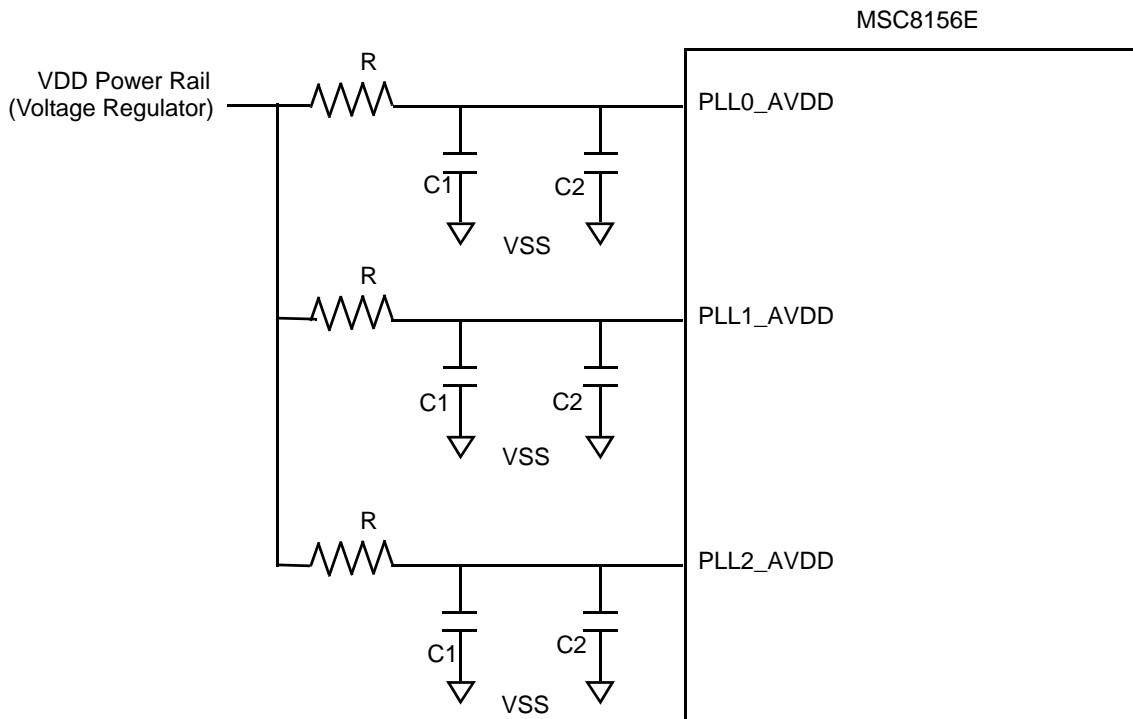 MSC8156E
R
VDD Power Rail
(Voltage Regulator)
PLL0_AVDD
C1
C2
VSS
R
PLL1_AVDD
C1
C2
VSS
R
PLL2_AVDD
C1
C2
VSS